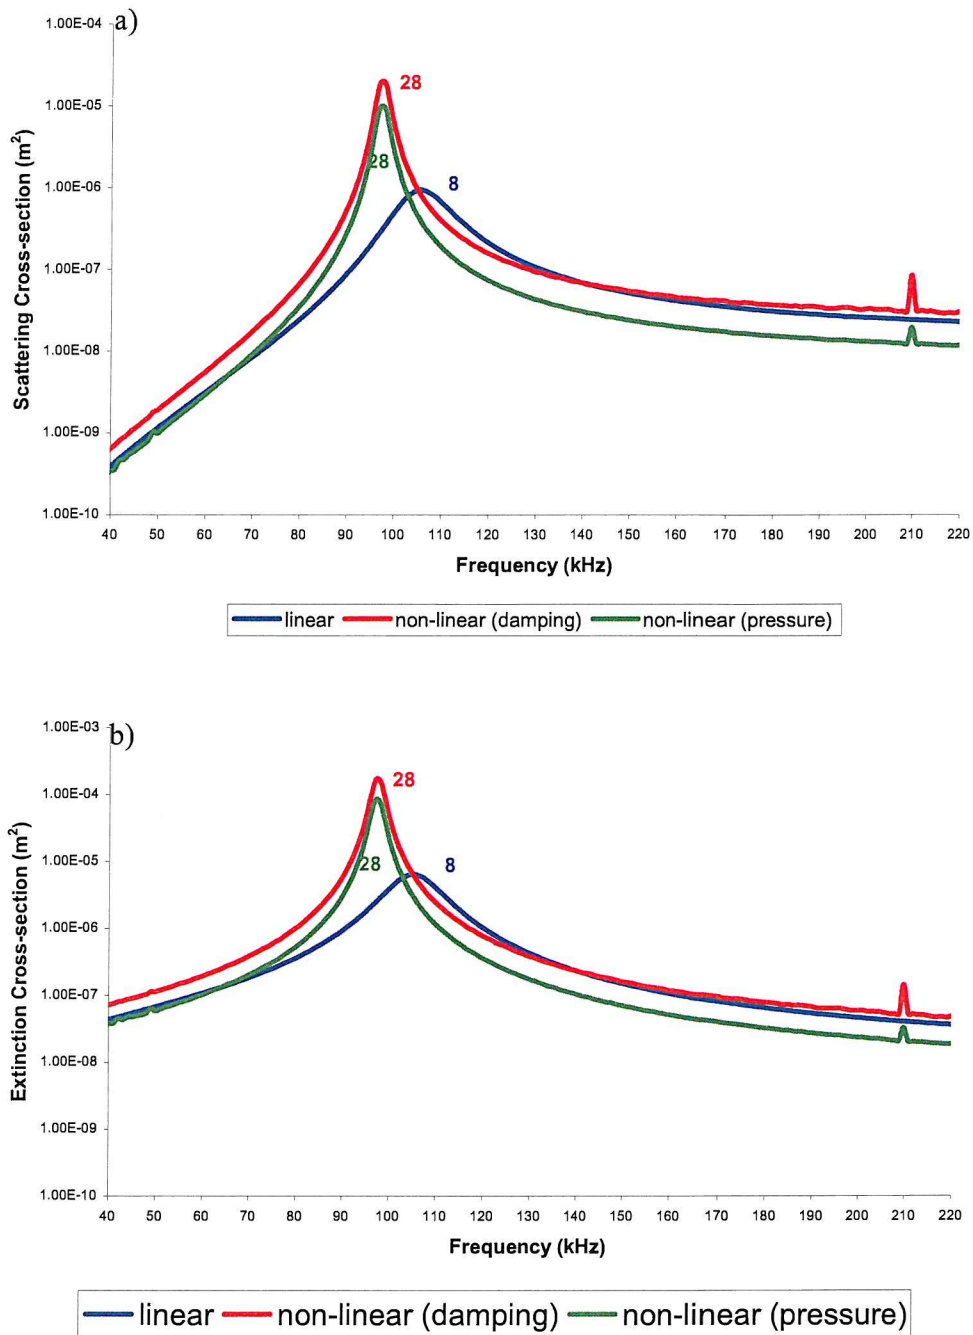 a)
1.00E-04
1.00E-05
1.00E-06
1.00E-07
1.00E-08
1.00E-09
1.00E-10
Scattering Cross-section (m²)
28
28
8
40 50 60 70 80 90 100 110 120 130 140 150 160 170 180 190 200 210 220
Frequency (kHz)
linear non-linear (damping) non-linear (pressure)
b)
1.00E-03
1.00E-04
1.00E-05
1.00E-06
1.00E-07
1.00E-08
1.00E-09
1.00E-10
Extinction Cross-section (m²)
28
28
8
40 50 60 70 80 90 100 110 120 130 140 150 160 170 180 190 200 210 220
Frequency (kHz)
linear non-linear (damping) non-linear (pressure)